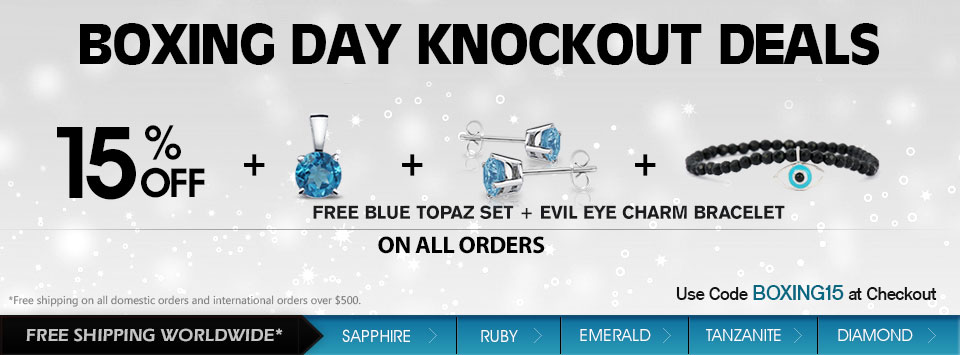 BOXING DAY KNOCKOUT DEALS
15% OFF + + +
FREE BLUE TOPAZ SET + EVIL EYE CHARM BRACELET
ON ALL ORDERS
*Free shipping on all domestic orders and international orders over $500.
Use Code BOXING15 at Checkout
FREE SHIPPING WORLDWIDE* SAPPHIRE RUBY EMERALD TANZANITE DIAMOND